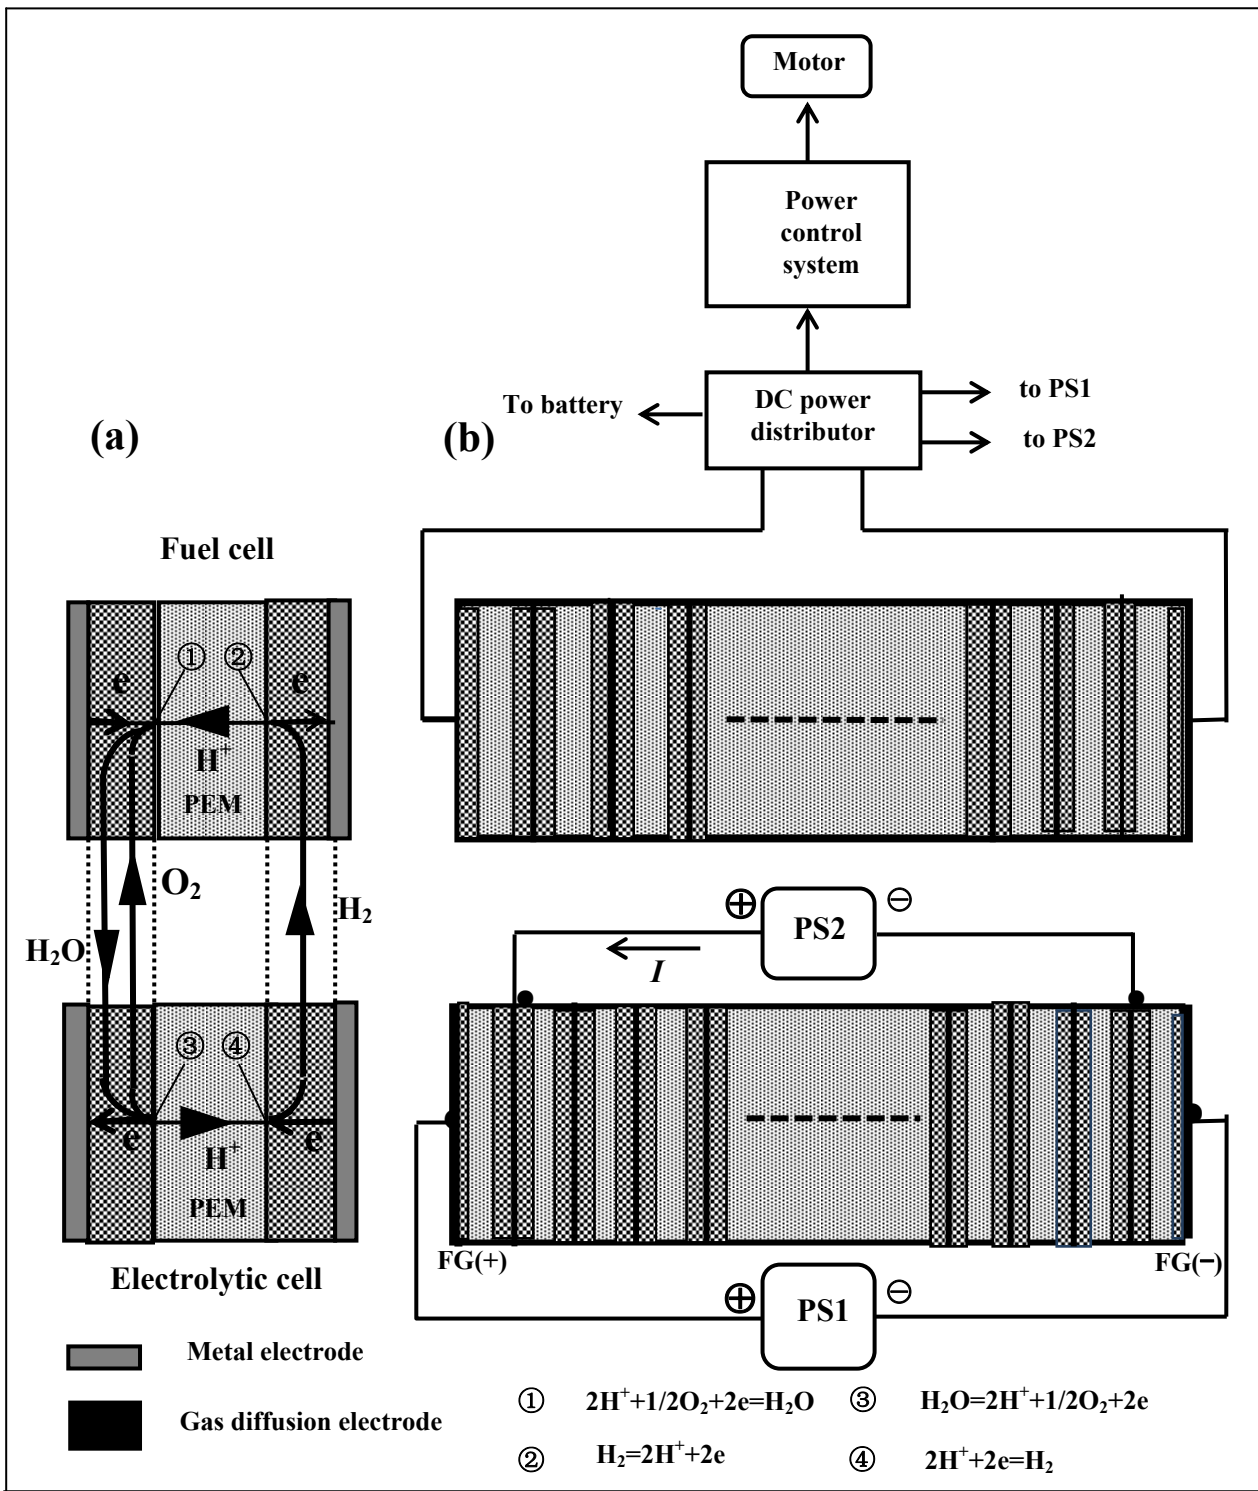 Motor
Power
control
system
To battery
DC power
distributor
to PS1
to PS2
(a)
(b)
Fuel cell
① ②
e e
H⁺
PEM
O₂
H₂
H₂O
③ ④
e e
H⁺
PEM
Electrolytic cell
⊕ PS2 ⊖
I
FG(+)
FG(−)
⊕ PS1 ⊖
Metal electrode
Gas diffusion electrode
① 2H⁺+1/2O₂+2e=H₂O ③ H₂O=2H⁺+1/2O₂+2e
② H₂=2H⁺+2e ④ 2H⁺+2e=H₂